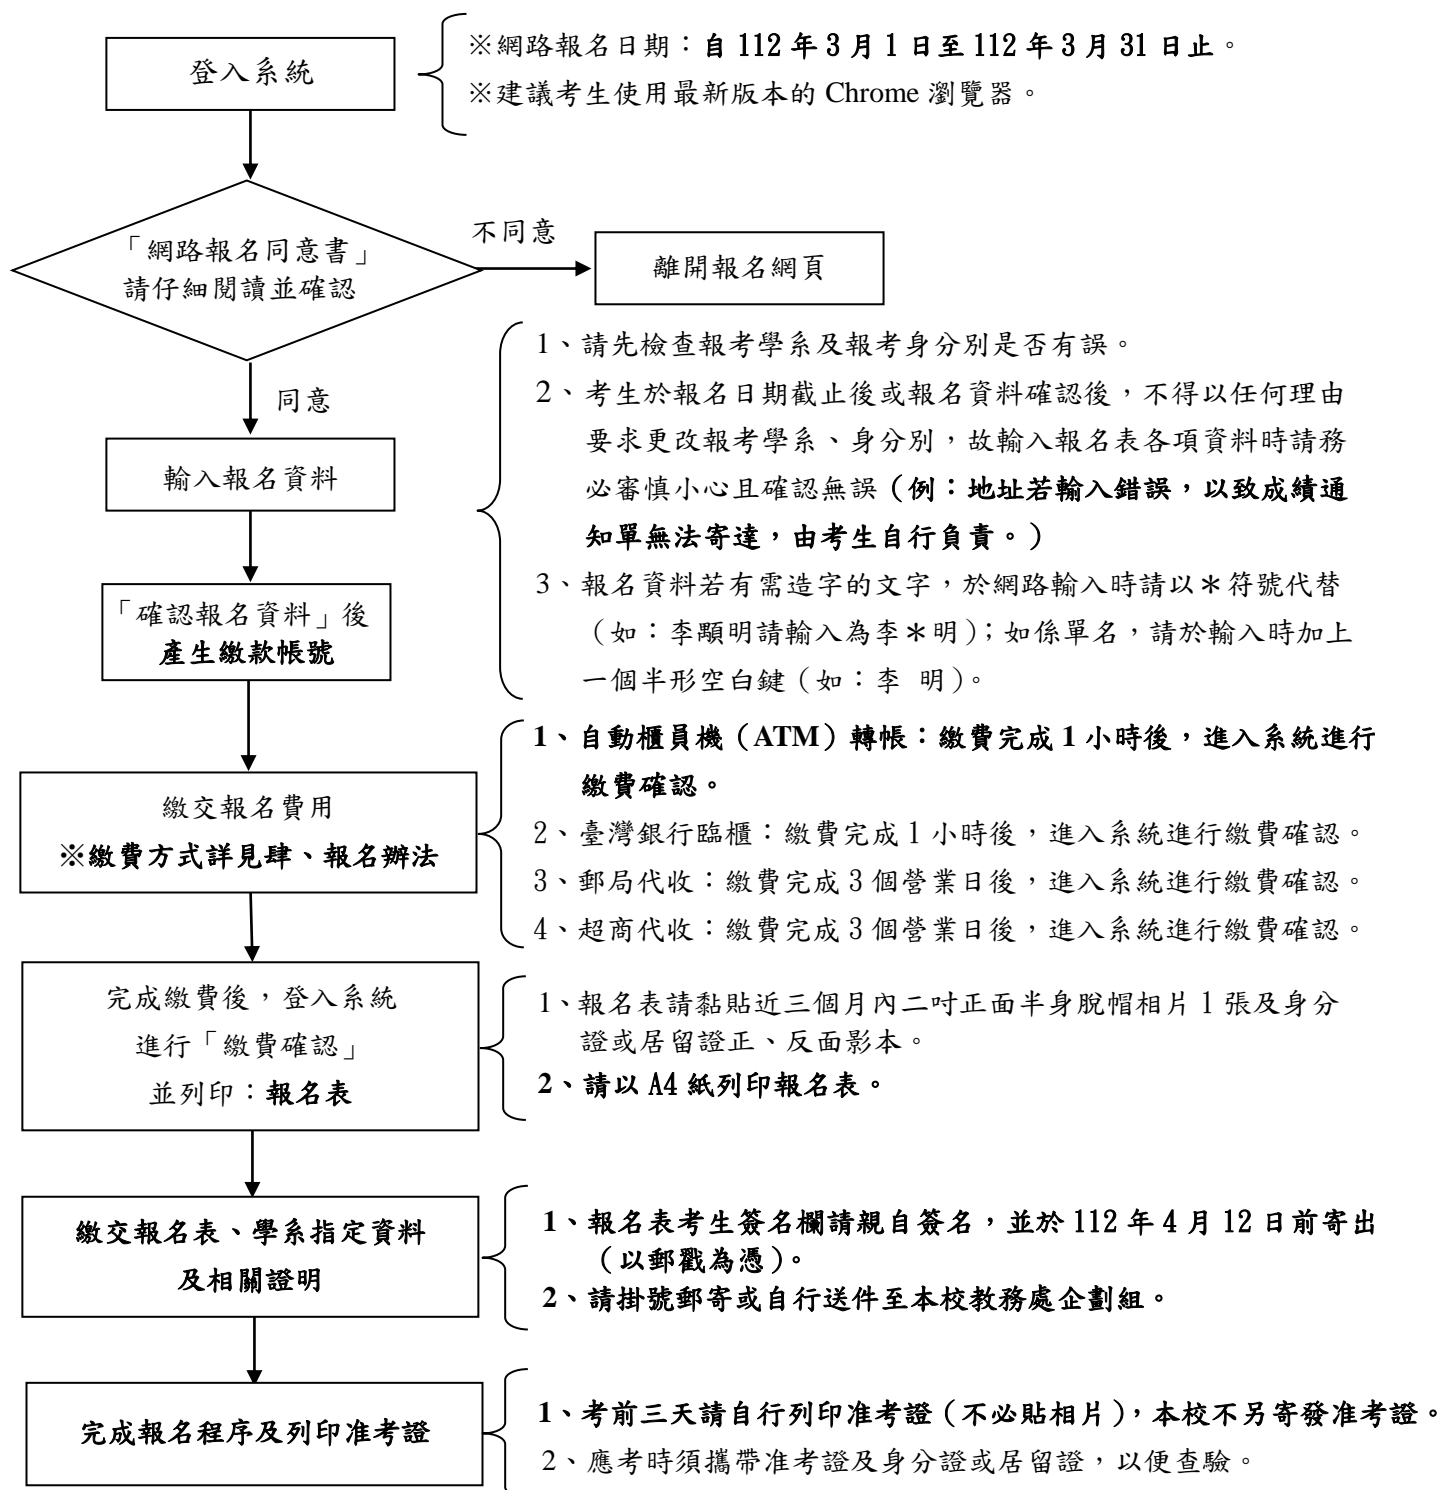 登入系統
※網路報名日期：自 112 年 3 月 1 日至 112 年 3 月 31 日止。
※建議考生使用最新版本的 Chrome 瀏覽器。
「網路報名同意書」
請仔細閱讀並確認
不同意
離開報名網頁
同意
輸入報名資料
「確認報名資料」後
產生繳款帳號
1、請先檢查報考學系及報考身分別是否有誤。
2、考生於報名日期截止後或報名資料確認後，不得以任何理由
要求更改報考學系、身分別，故輸入報名表各項資料時請務
必審慎小心且確認無誤（例：地址若輸入錯誤，以致成績通
知單無法寄達，由考生自行負責。）
3、報名資料若有需造字的文字，於網路輸入時請以＊符號代替
（如：李顯明請輸入為李＊明）；如係單名，請於輸入時加上
一個半形空白鍵（如：李 明）。
繳交報名費用
※繳費方式詳見肆、報名辦法
1、自動櫃員機（ATM）轉帳：繳費完成 1 小時後，進入系統進行
繳費確認。
2、臺灣銀行臨櫃：繳費完成 1 小時後，進入系統進行繳費確認。
3、郵局代收：繳費完成 3 個營業日後，進入系統進行繳費確認。
4、超商代收：繳費完成 3 個營業日後，進入系統進行繳費確認。
完成繳費後，登入系統
進行「繳費確認」
並列印：報名表
1、報名表請黏貼近三個月內二吋正面半身脫帽相片 1 張及身分
證或居留證正、反面影本。
2、請以 A4 紙列印報名表。
繳交報名表、學系指定資料
及相關證明
1、報名表考生簽名欄請親自簽名，並於 112 年 4 月 12 日前寄出
（以郵戳為憑）。
2、請掛號郵寄或自行送件至本校教務處企劃組。
完成報名程序及列印准考證
1、考前三天請自行列印准考證（不必貼相片），本校不另寄發准考證。
2、應考時須攜帶准考證及身分證或居留證，以便查驗。